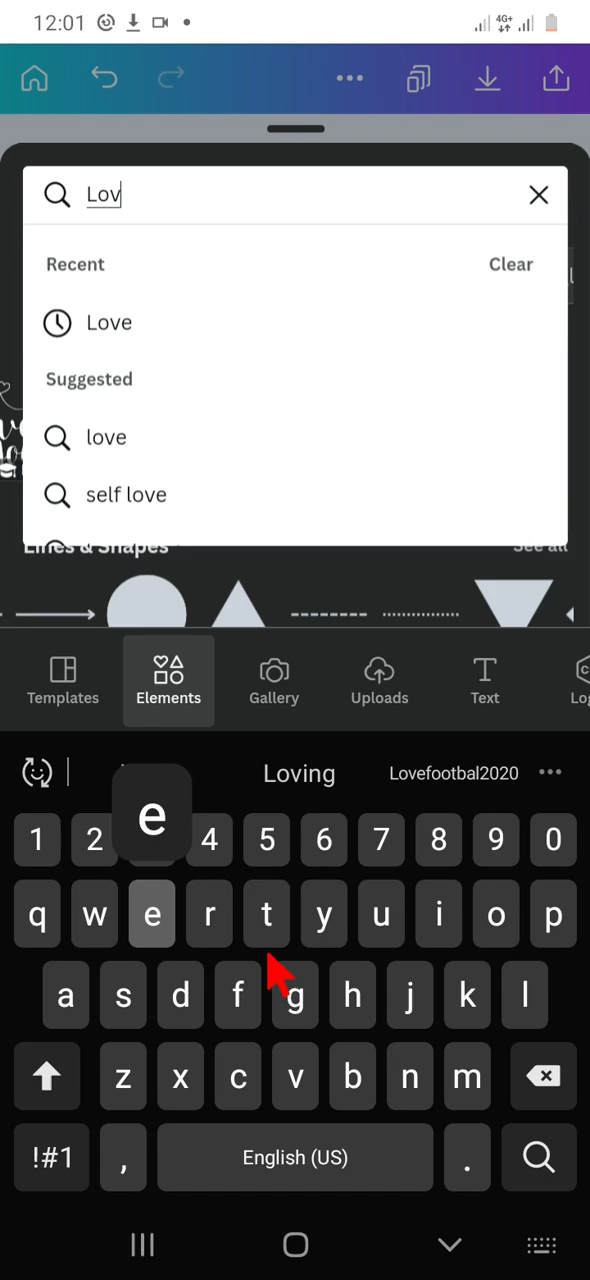 12:01
4G+
Lov
Recent
Clear
Love
Suggested
love
self love
Lines & Shapes
See all
Templates
Elements
Gallery
Uploads
Text
Log
Loving
Lovefootbal2020
e
1 2 4 5 6 7 8 9 0
q w e r t y u i o p
a s d f g h j k l
z x c v b n m
!#1 , English (US) .